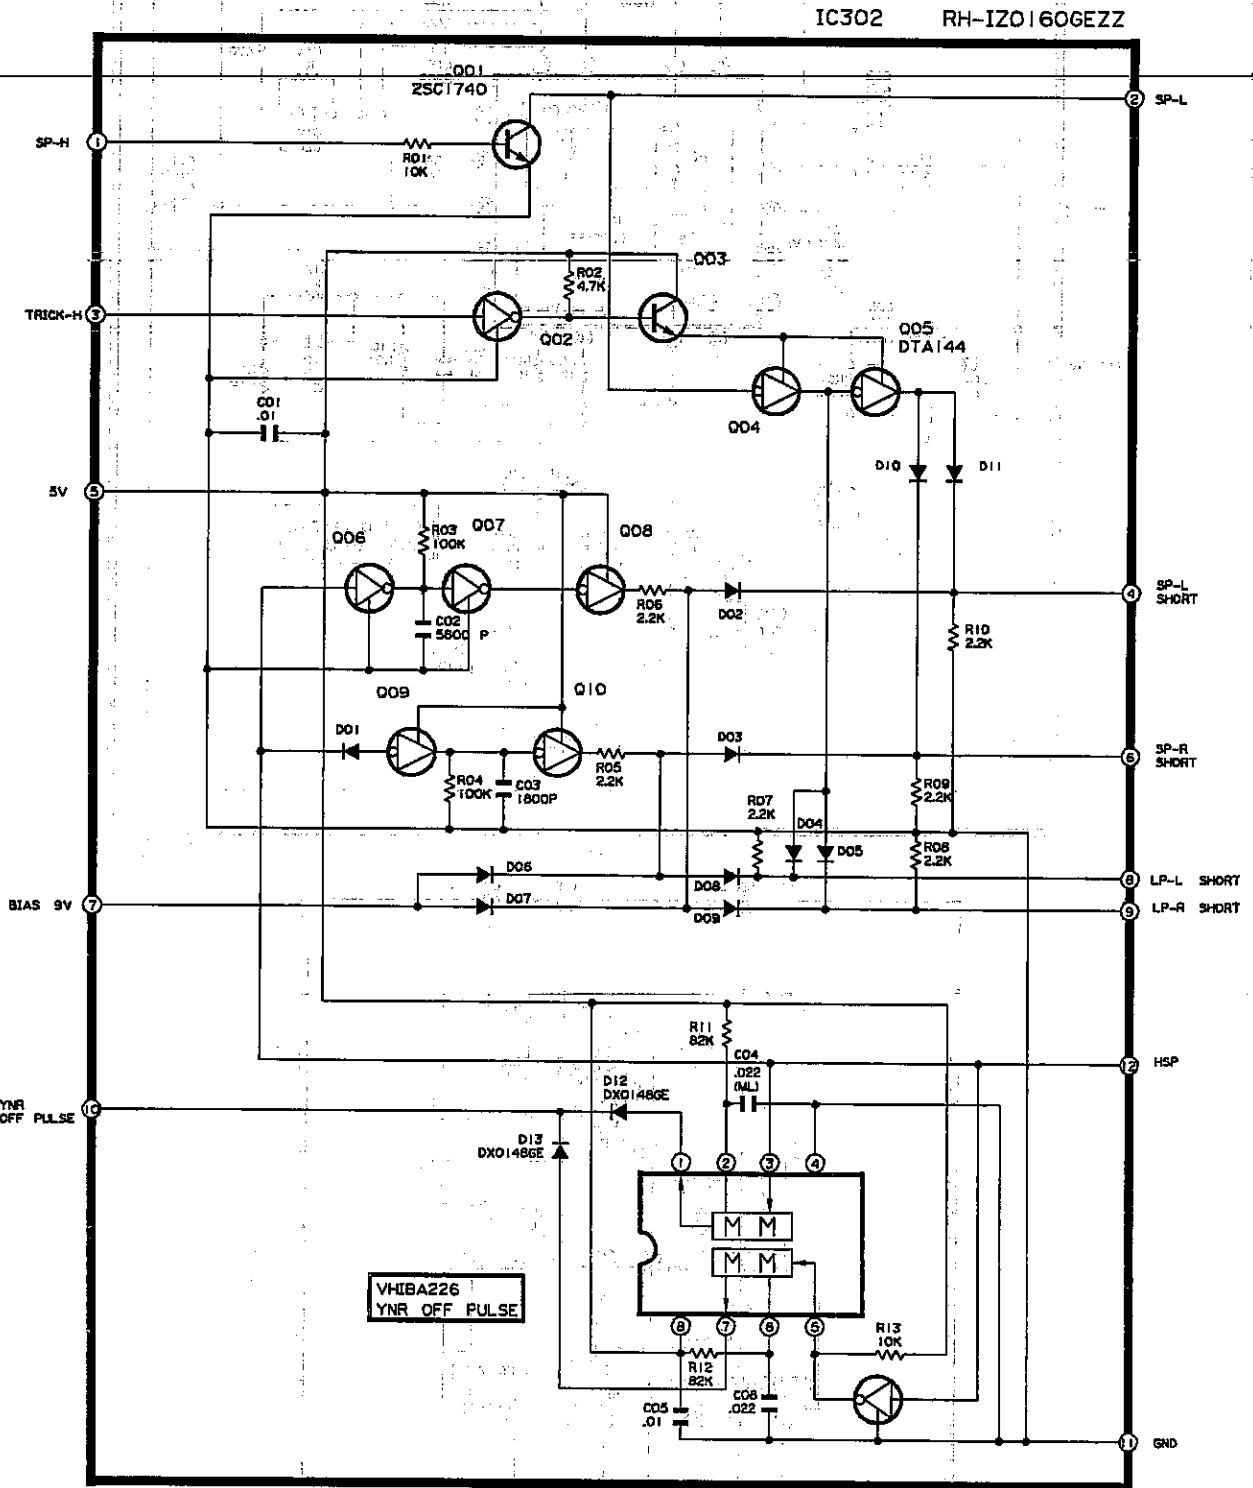 IC302 RH-IZ0160GEZZ
Q01
2SC1740
2 SP-L
SP-H 1
R01
10K
Q03
R02
4.7K
TRICK-H 3
Q02
Q05
DTA144
C01
.01
Q04
D10 D11
5V 5
R03
100K
Q07
Q08
Q06
4 SP-L
SHORT
R06
2.2K
D02
C02
5600 P
R10
2.2K
Q09
Q10
D01
D03
6 SP-R
SHORT
R04
100K
C03
1800P
R05
2.2K
R07
2.2K
R09
2.2K
D04
D05
R08
2.2K
D06
D08
8 LP-L SHORT
BIAS 9V 7
D07
D09
9 LP-R SHORT
R11
82K
C04
.022
(ML)
12 HSP
D12
DX0148GE
YNR
OFF PULSE 10
D13
DX0148GE
1 2 3 4
M M
M M
VHIBA226
YNR OFF PULSE
8 7 6 5
R13
10K
R12
82K
C05
.01
C06
.022
11 GND